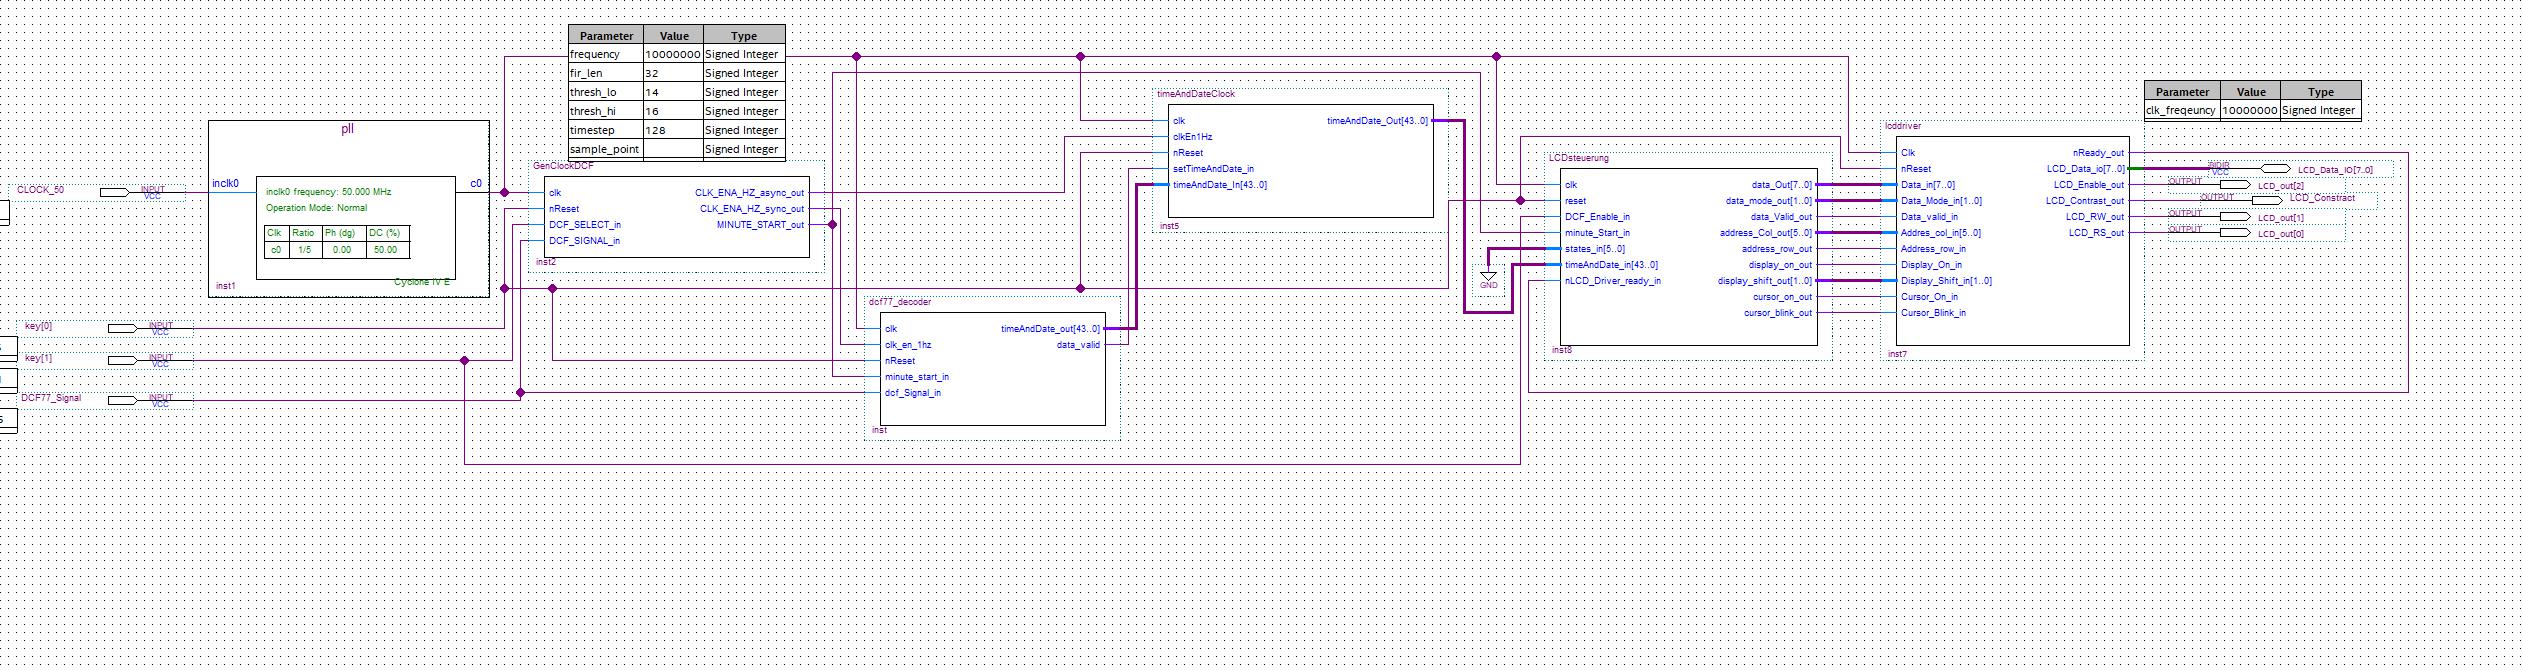 Parameter Value Type
frequency 10000000 Signed Integer
fir_len 32 Signed Integer
thresh_lo 14 Signed Integer
thresh_hi 16 Signed Integer
timestep 128 Signed Integer
sample_point Signed Integer
CLOCK_50 INPUT
VCC
pll
inclk0
inclk0 frequency: 50.000 MHz
Operation Mode: Normal
Clk Ratio Ph (dg) DC (%)
c0 1/5 0.00 50.00
c0
inst1
Cyclone IV E
key[0] INPUT
VCC
key[1] INPUT
VCC
DCF77_Signal INPUT
VCC
GenClockDCF
clk CLK_ENA_HZ_async_out
nReset CLK_ENA_HZ_sync_out
DCF_SELECT_in MINUTE_START_out
DCF_SIGNAL_in
inst2
dcf77_decoder
clk timeAndDate_out[43..0]
clk_en_1hz data_valid
nReset
minute_start_in
dcf_Signal_in
inst
timeAndDateClock
clk timeAndDate_Out[43..0]
clkEn1Hz
nReset
setTimeAndDate_in
timeAndDate_In[43..0]
inst5
GND
LCDsteuerung
clk data_Out[7..0]
reset data_mode_out[1..0]
DCF_Enable_in data_Valid_out
minute_Start_in address_Col_out[5..0]
states_in[5..0] address_row_out
timeAndDate_in[43..0] display_on_out
nLCD_Driver_ready_in display_shift_out[1..0]
cursor_on_out
cursor_blink_out
inst6
lcddriver
Clk nReady_out
nReset LCD_Data_io[7..0]
Data_in[7..0] LCD_Enable_out
Data_Mode_in[1..0] LCD_Contrast_out
Data_valid_in LCD_RW_out
Addres_col_in[5..0] LCD_RS_out
Address_row_in
Display_On_in
Display_Shift_in[1..0]
Cursor_On_in
Cursor_Blink_in
inst7
Parameter Value Type
clk_freqeuncy 10000000 Signed Integer
BIDIR
VCC
LCD_Data_IO[7..0]
OUTPUT LCD_out[2]
OUTPUT LCD_Constract
OUTPUT LCD_out[1]
OUTPUT LCD_out[0]